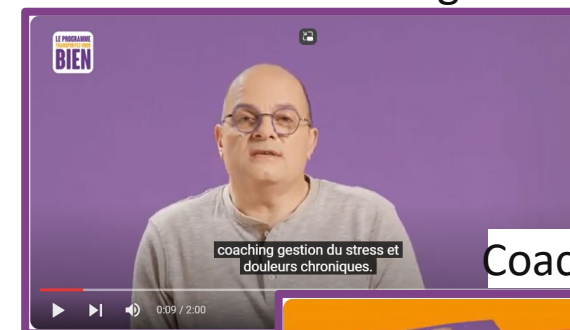 LE PROGRAMME
TRANSPORTEZ-VOUS
BIEN
coaching gestion du stress et
douleurs chroniques.
Coac
0:09 / 2:00